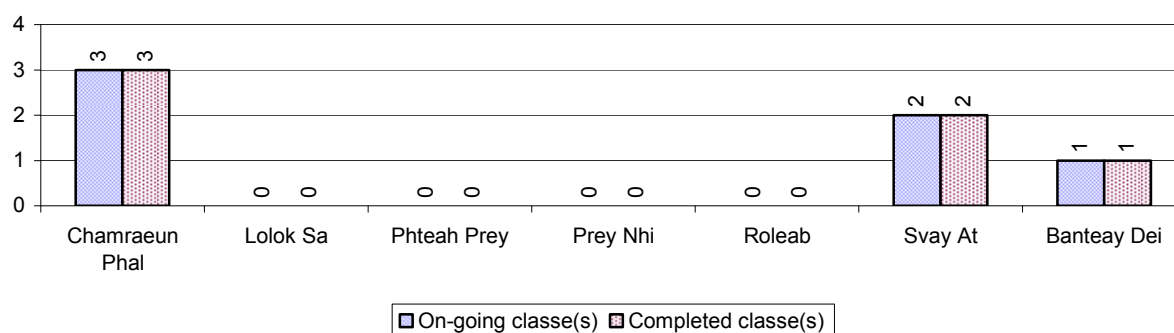 4
3
2
1
0
3 3
0 0
0 0
0 0
0 0
2 2
1 1
Chamraeun
Phal
Lolok Sa
Phteah Prey
Prey Nhi
Roleab
Svay At
Banteay Dei
On-going classe(s)
Completed classe(s)